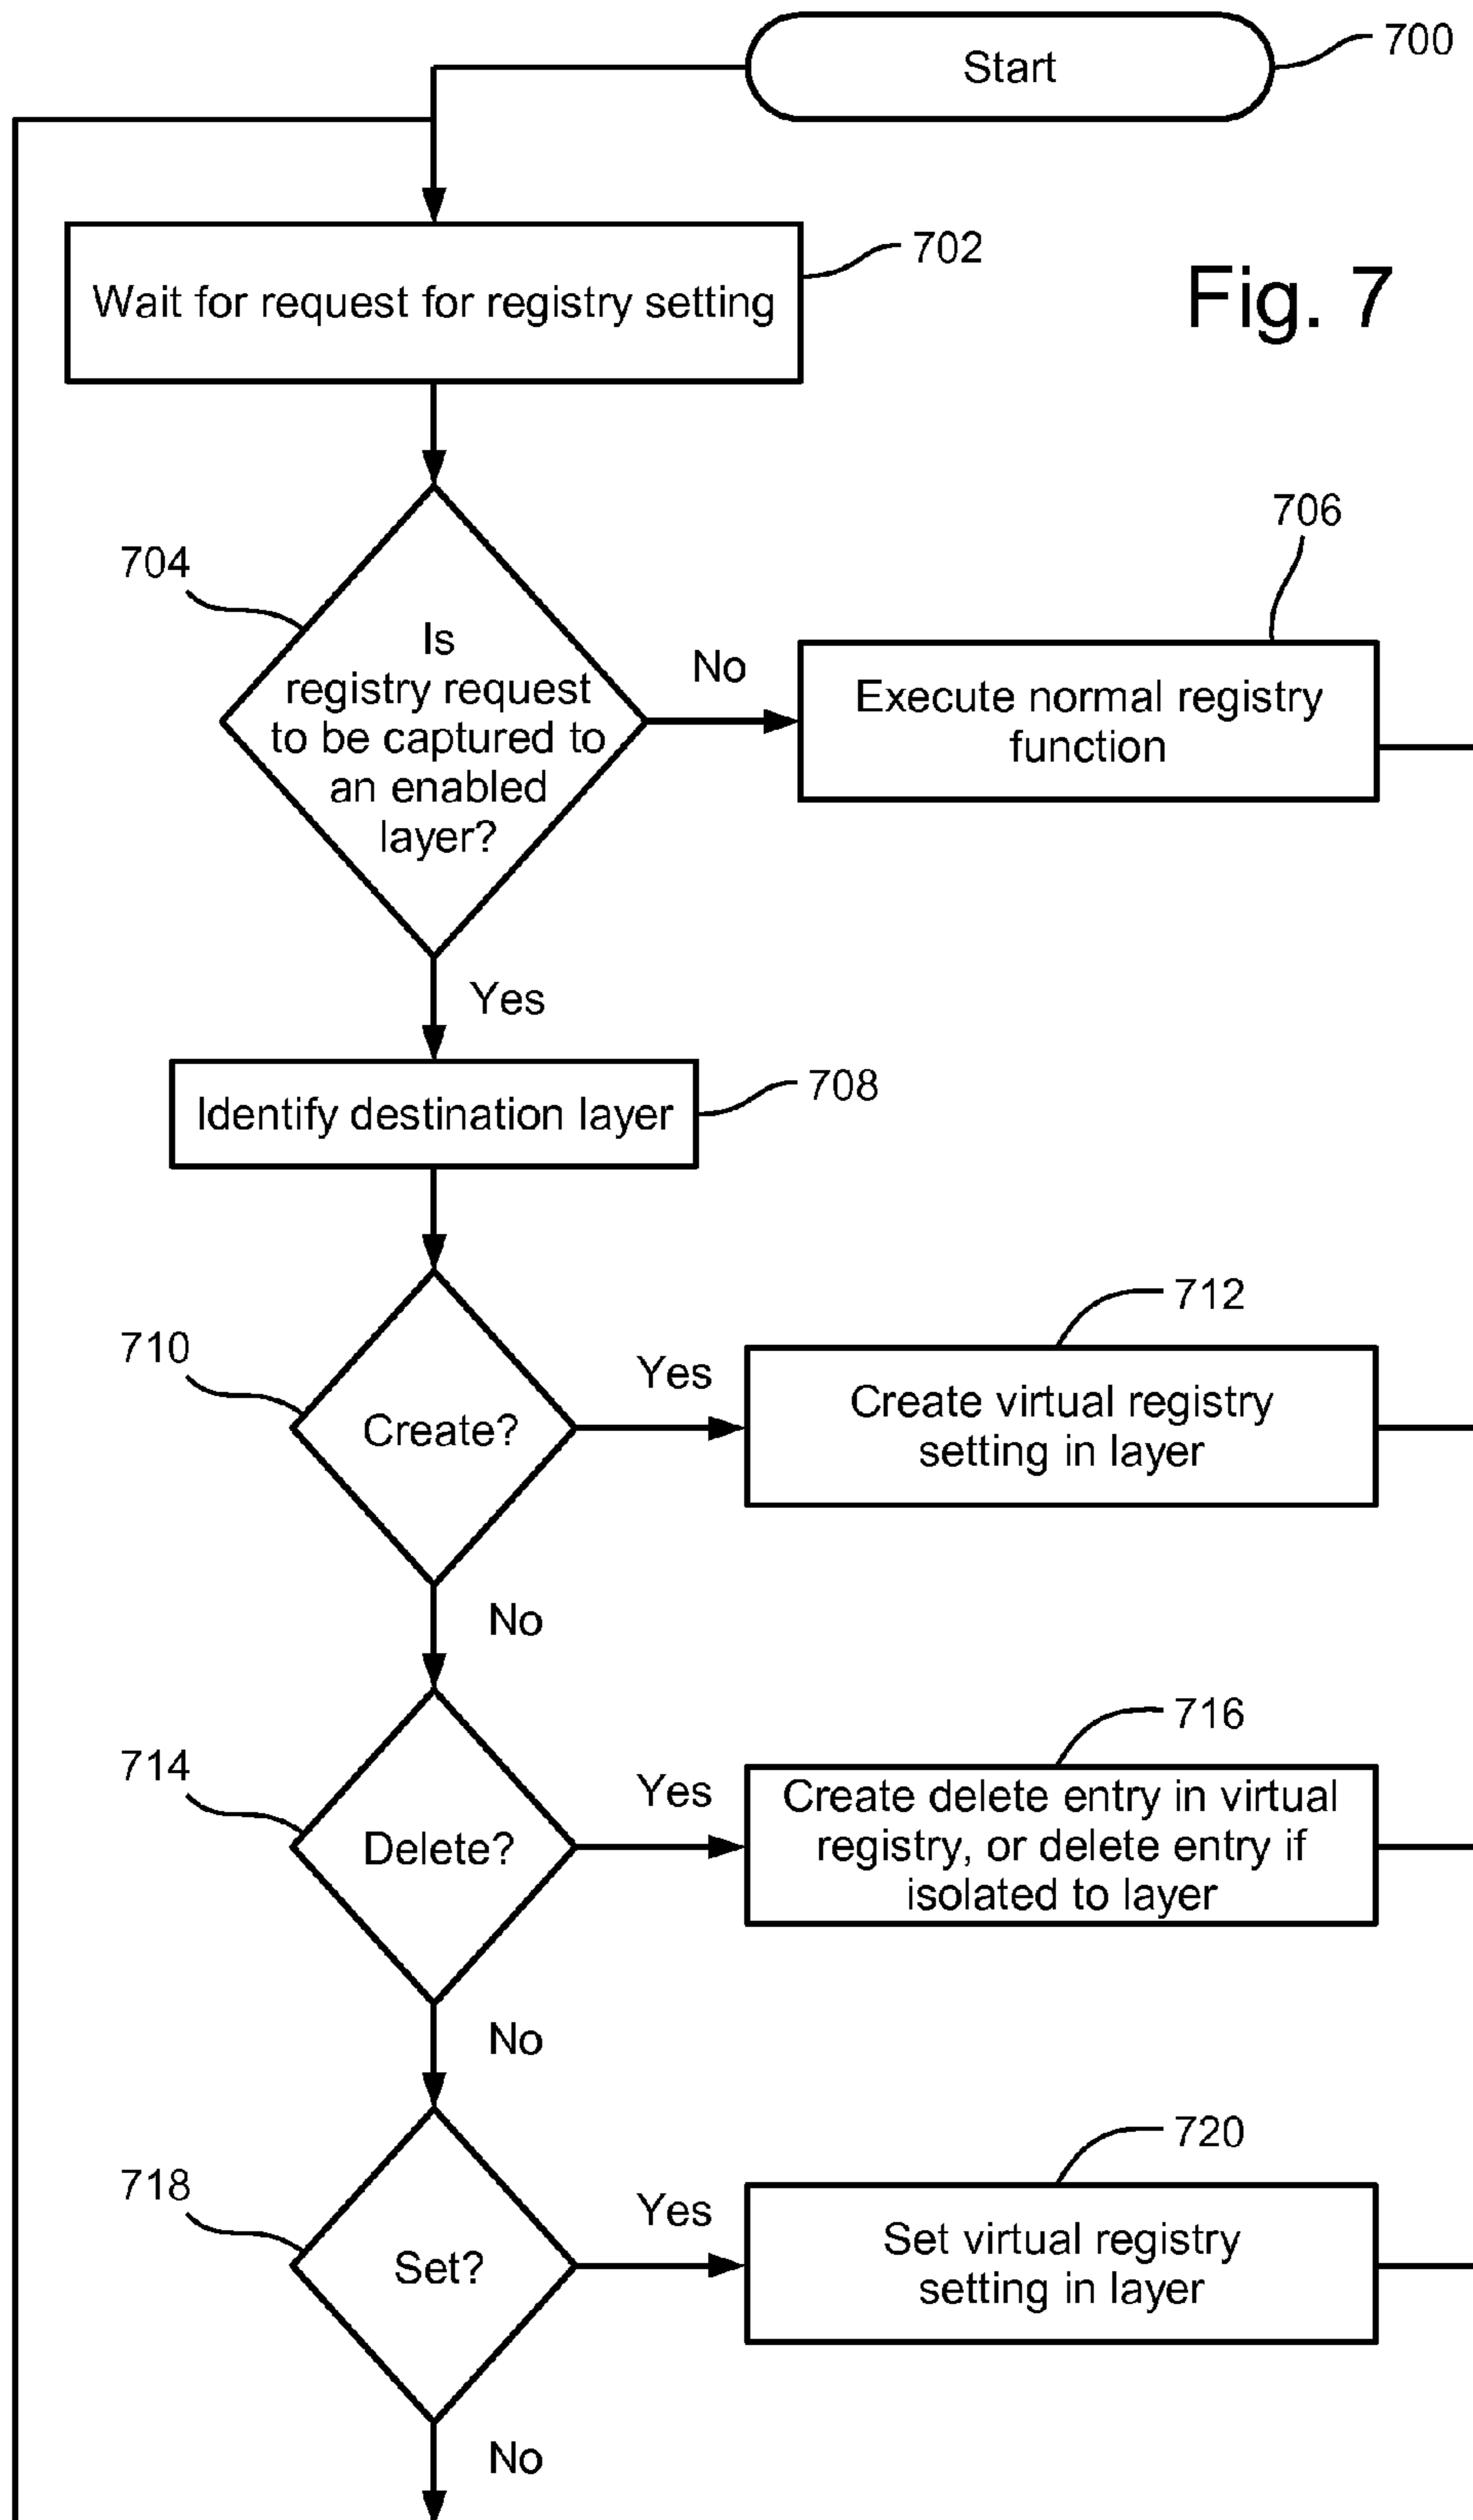 Start
700
Wait for request for registry setting
702
Fig. 7
704
Is
registry request
to be captured to
an enabled
layer?
No
706
Execute normal registry
function
Yes
Identify destination layer
708
710
Create?
Yes
712
Create virtual registry
setting in layer
No
714
Delete?
Yes
716
Create delete entry in virtual
registry, or delete entry if
isolated to layer
No
718
Set?
Yes
720
Set virtual registry
setting in layer
No